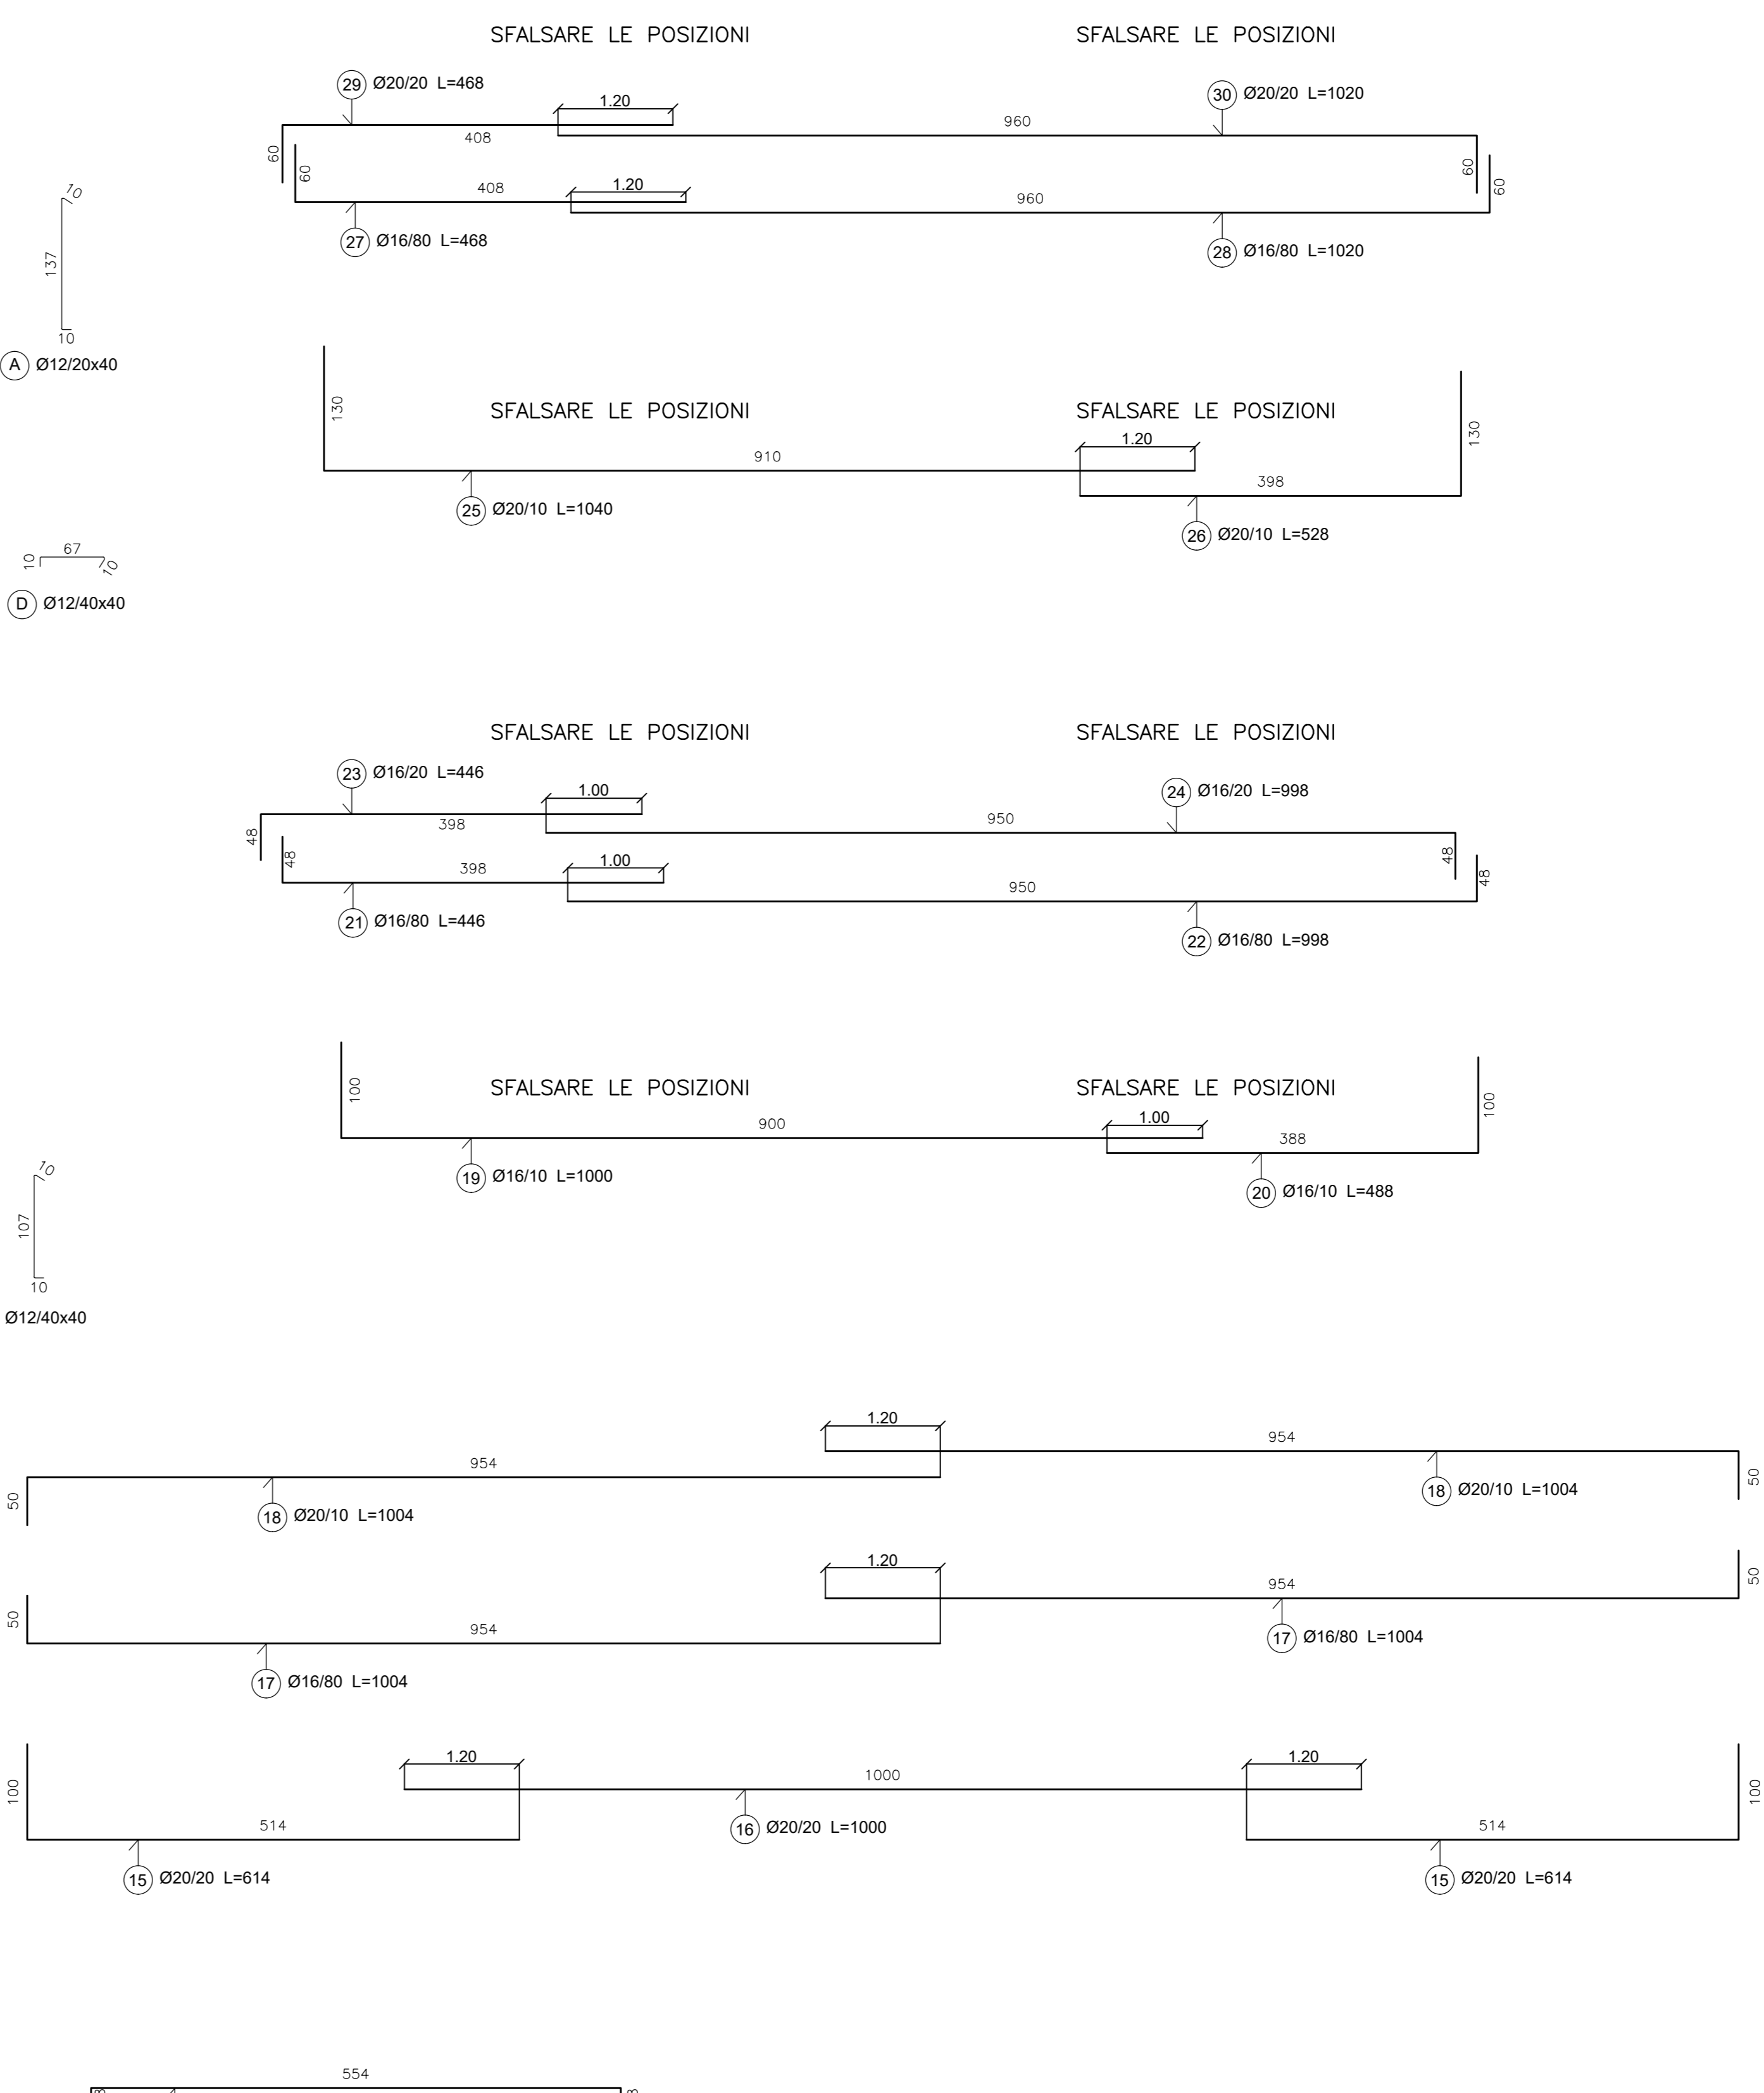 SFALSARE LE POSIZIONI SFALSARE LE POSIZIONI
29 Ø20/20 L=468
1.20
30 Ø20/20 L=1020
408
960
60
60
60
60
408
1.20
960
27 Ø16/80 L=468
28 Ø16/80 L=1020
10
137
10
A Ø12/20x40
130
SFALSARE LE POSIZIONI SFALSARE LE POSIZIONI
130
910
1.20
398
25 Ø20/10 L=1040
26 Ø20/10 L=528
10
67
10
D Ø12/40x40
SFALSARE LE POSIZIONI SFALSARE LE POSIZIONI
23 Ø16/20 L=446
1.00
24 Ø16/20 L=998
398
950
48
48
48
48
398
1.00
950
21 Ø16/80 L=446
22 Ø16/80 L=998
100
SFALSARE LE POSIZIONI SFALSARE LE POSIZIONI
100
900
1.00
388
19 Ø16/10 L=1000
20 Ø16/10 L=488
10
107
10
Ø12/40x40
1.20
954
954
50
50
18 Ø20/10 L=1004
18 Ø20/10 L=1004
1.20
954
50
50
954
17 Ø16/80 L=1004
17 Ø16/80 L=1004
1.20
1.20
1000
100
100
514
514
16 Ø20/20 L=1000
15 Ø20/20 L=614
15 Ø20/20 L=614
554